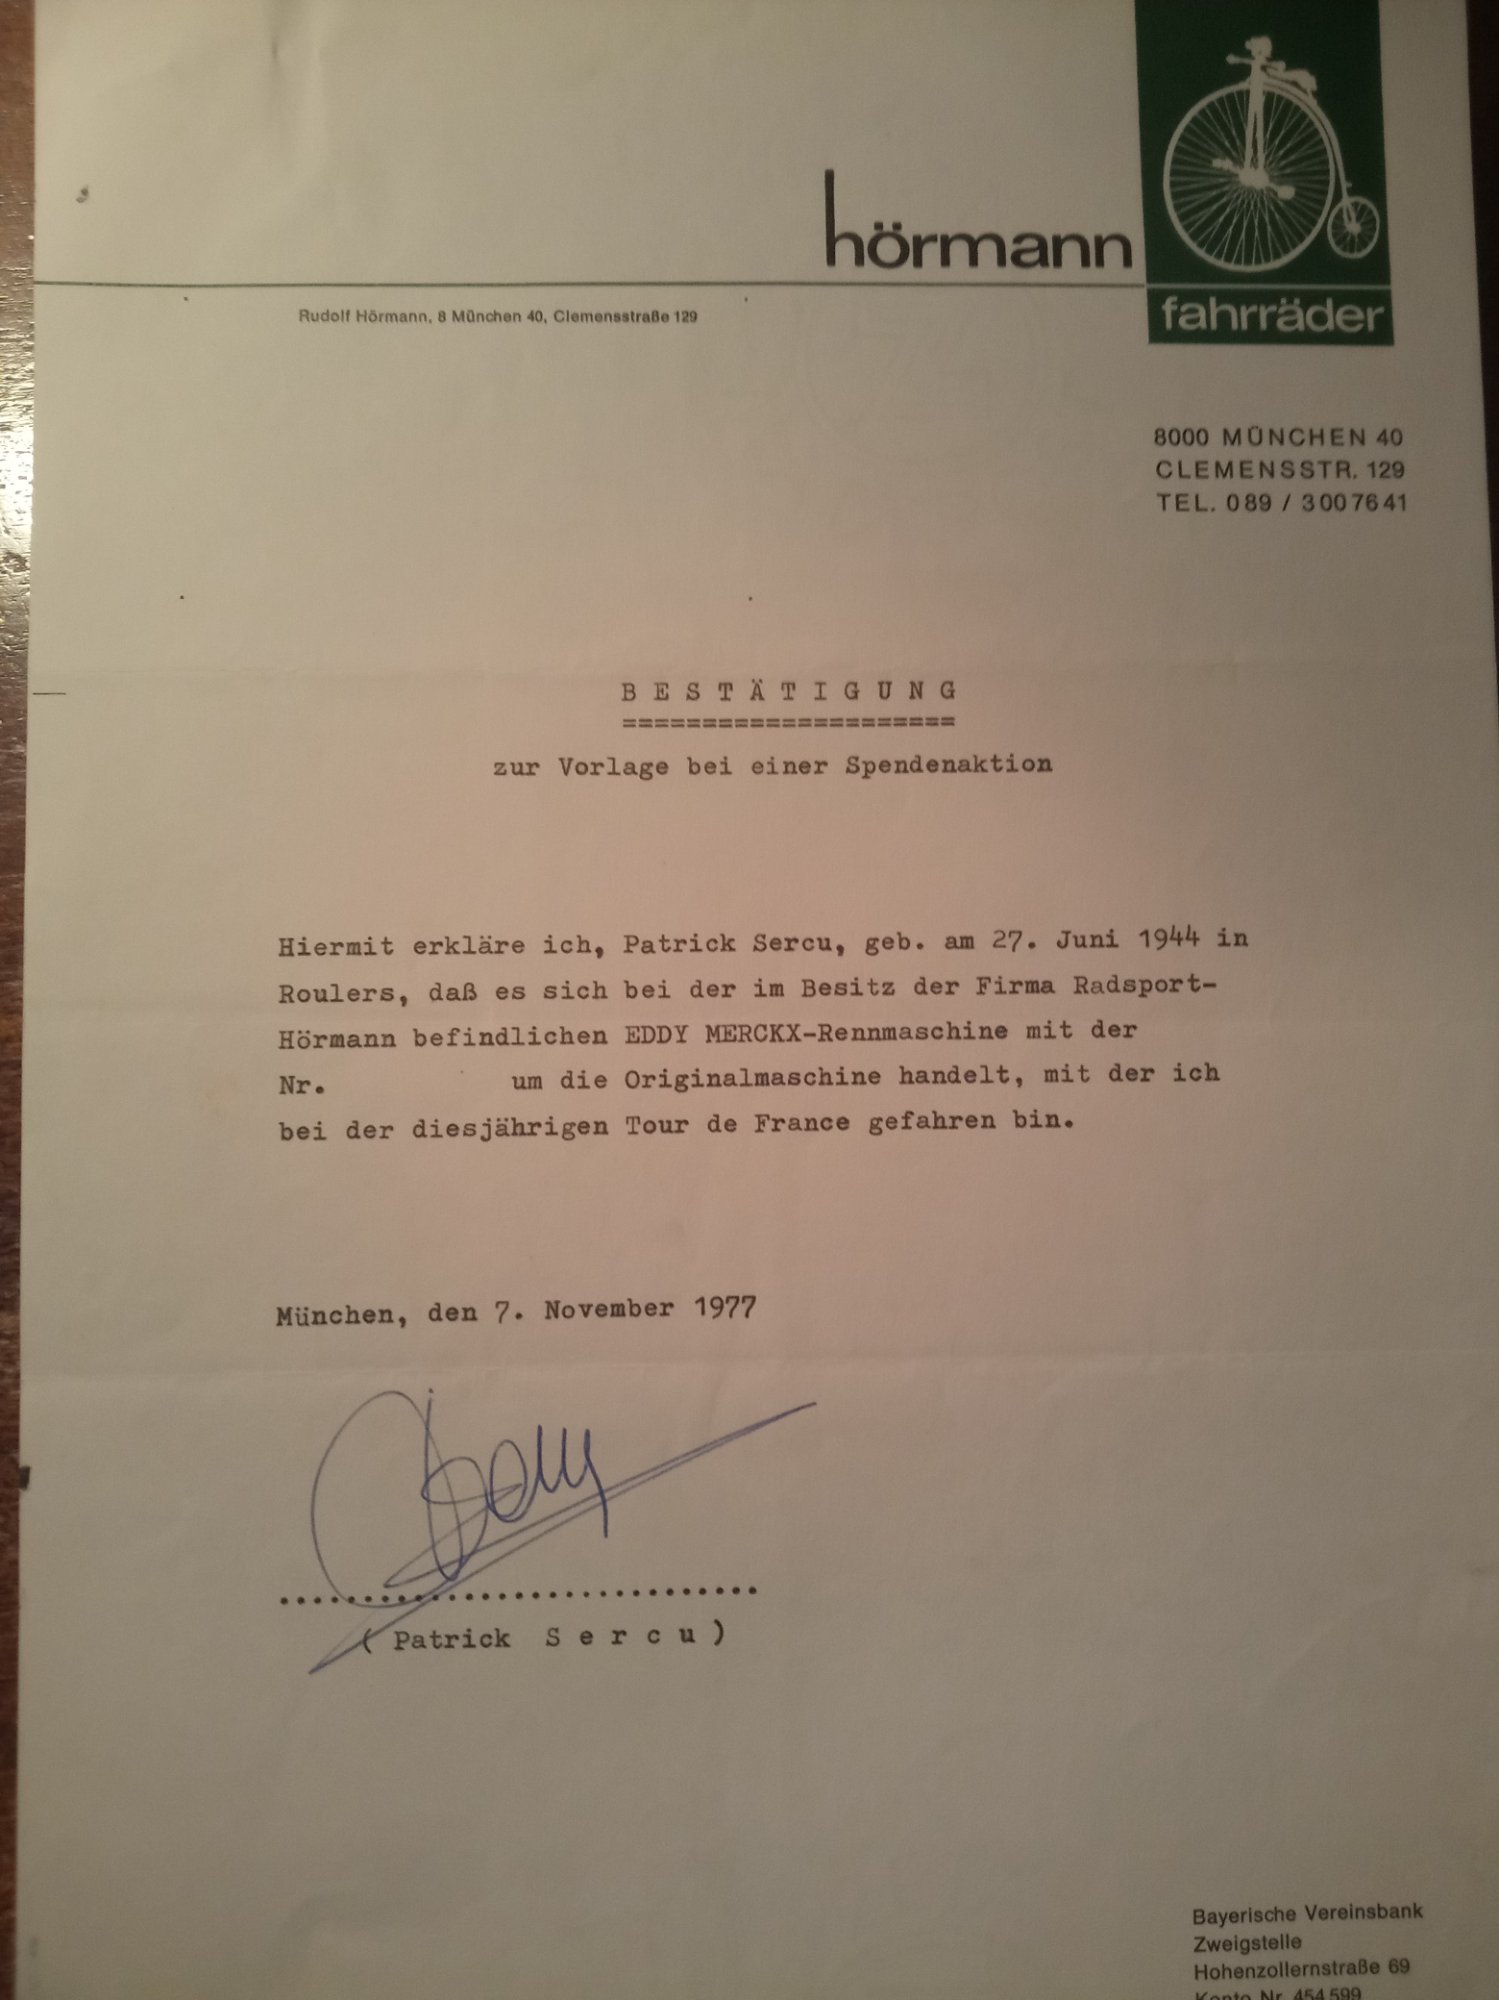 hörmann
fahrräder
Rudolf Hörmann, 8 München 40, Clemensstraße 129
8000 MÜNCHEN 40
CLEMENSSTR. 129
TEL. 089 / 3007641
B E S T Ä T I G U N G
=====================
zur Vorlage bei einer Spendenaktion
Hiermit erkläre ich, Patrick Sercu, geb. am 27. Juni 1944 in
Roulers, daß es sich bei der im Besitz der Firma Radsport-
Hörmann befindlichen EDDY MERCKX-Rennmaschine mit der
Nr. um die Originalmaschine handelt, mit der ich
bei der diesjährigen Tour de France gefahren bin.
München, den 7. November 1977
..............................
( Patrick S e r c u )
Bayerische Vereinsbank
Zweigstelle
Hohenzollernstraße 69
Konto Nr. 454 599